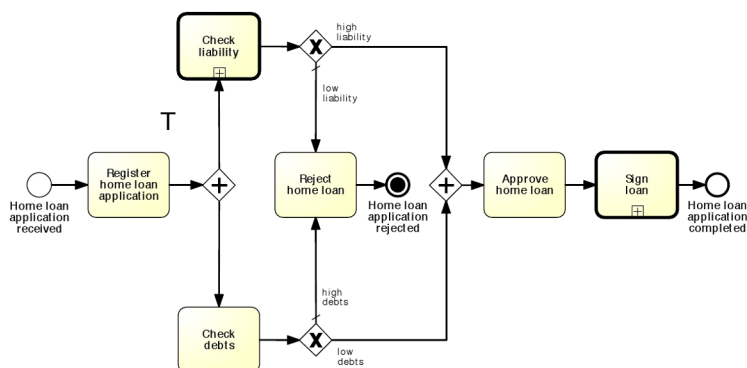 high
liability
Check
liability
low
liability
T
Register
home loan
application
Reject
home loan
Approve
home loan
Sign
loan
Home loan
application
received
Home loan
application
rejected
Home loan
application
completed
high
debts
Check
debts
low
debts